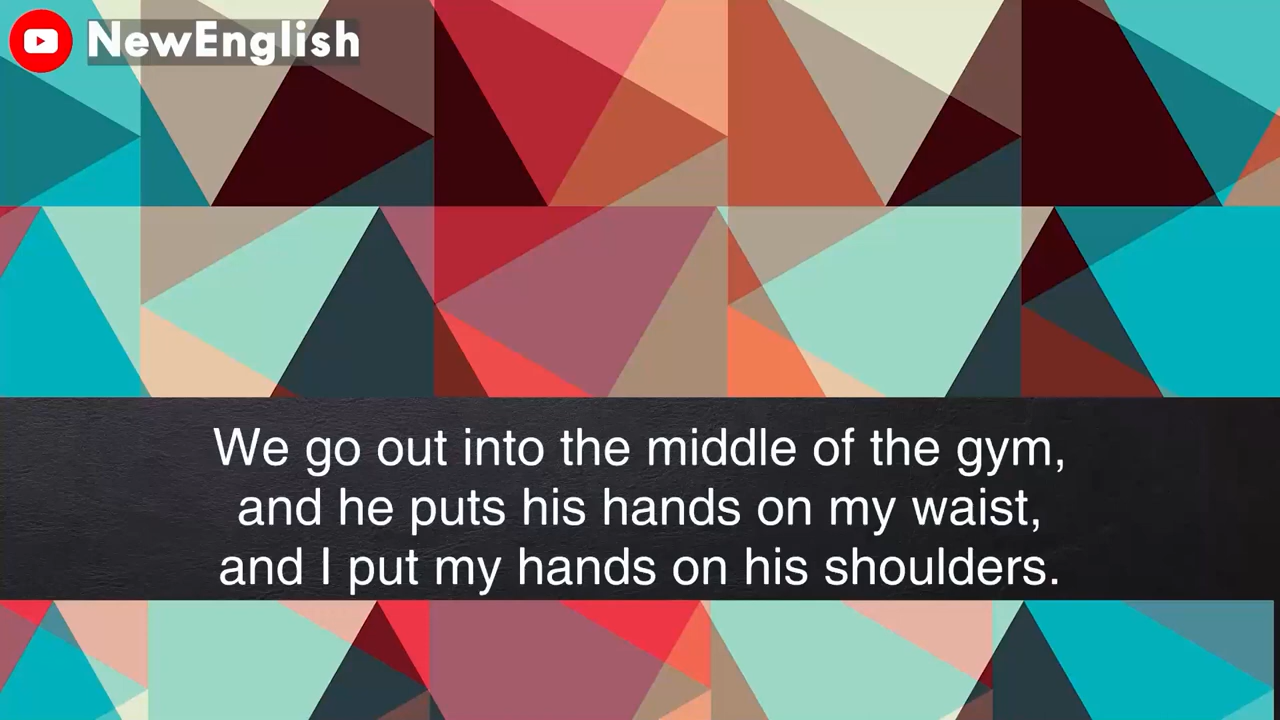 NewEnglish
We go out into the middle of the gym,
and he puts his hands on my waist,
and I put my hands on his shoulders.